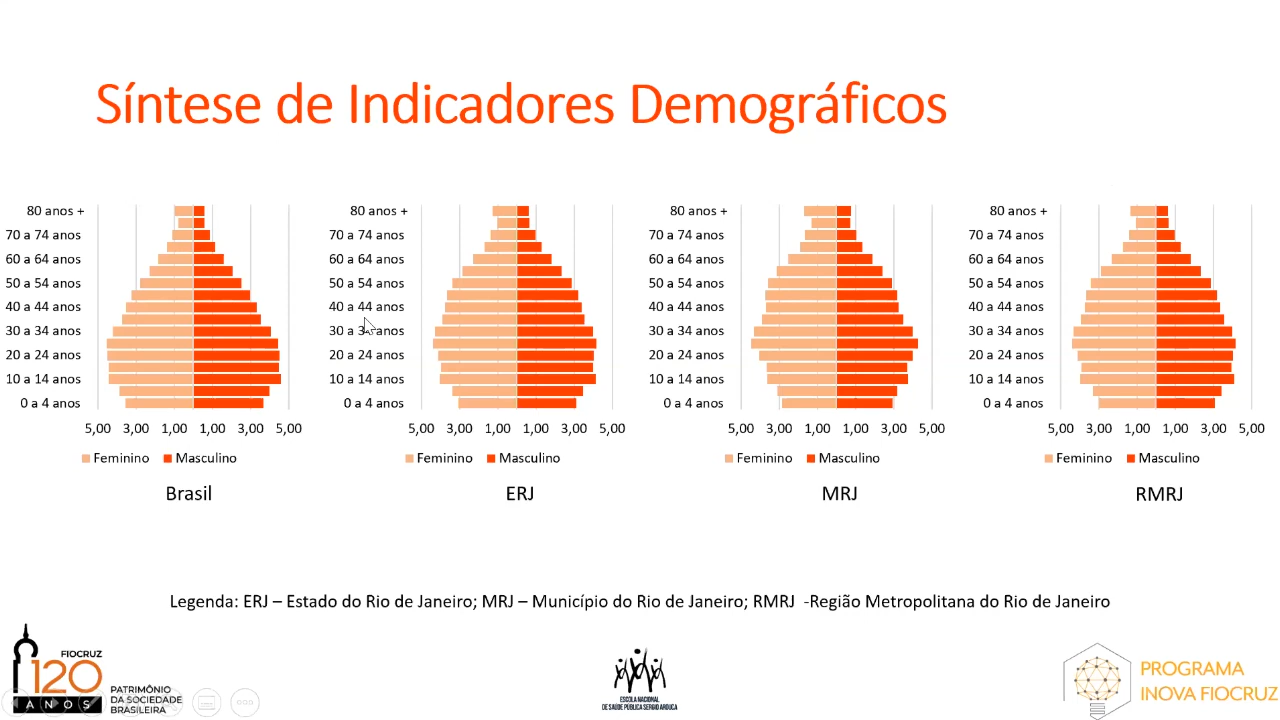 Síntese de Indicadores Demográficos
80 anos +
70 a 74 anos
60 a 64 anos
50 a 54 anos
40 a 44 anos
30 a 34 anos
20 a 24 anos
10 a 14 anos
0 a 4 anos
5,00 3,00 1,00 1,00 3,00 5,00
Feminino Masculino
Brasil
80 anos +
70 a 74 anos
60 a 64 anos
50 a 54 anos
40 a 44 anos
30 a 34 anos
20 a 24 anos
10 a 14 anos
0 a 4 anos
5,00 3,00 1,00 1,00 3,00 5,00
Feminino Masculino
ERJ
80 anos +
70 a 74 anos
60 a 64 anos
50 a 54 anos
40 a 44 anos
30 a 34 anos
20 a 24 anos
10 a 14 anos
0 a 4 anos
5,00 3,00 1,00 1,00 3,00 5,00
Feminino Masculino
MRJ
80 anos +
70 a 74 anos
60 a 64 anos
50 a 54 anos
40 a 44 anos
30 a 34 anos
20 a 24 anos
10 a 14 anos
0 a 4 anos
5,00 3,00 1,00 1,00 3,00 5,00
Feminino Masculino
RMRJ
Legenda: ERJ – Estado do Rio de Janeiro; MRJ – Município do Rio de Janeiro; RMRJ -Região Metropolitana do Rio de Janeiro
FIOCRUZ
120
ANOS
PATRIMÔNIO
DA SOCIEDADE
BRASILEIRA
ESCOLA NACIONAL
DE SAÚDE PÚBLICA SERGIO AROUCA
PROGRAMA
INOVA FIOCRUZ